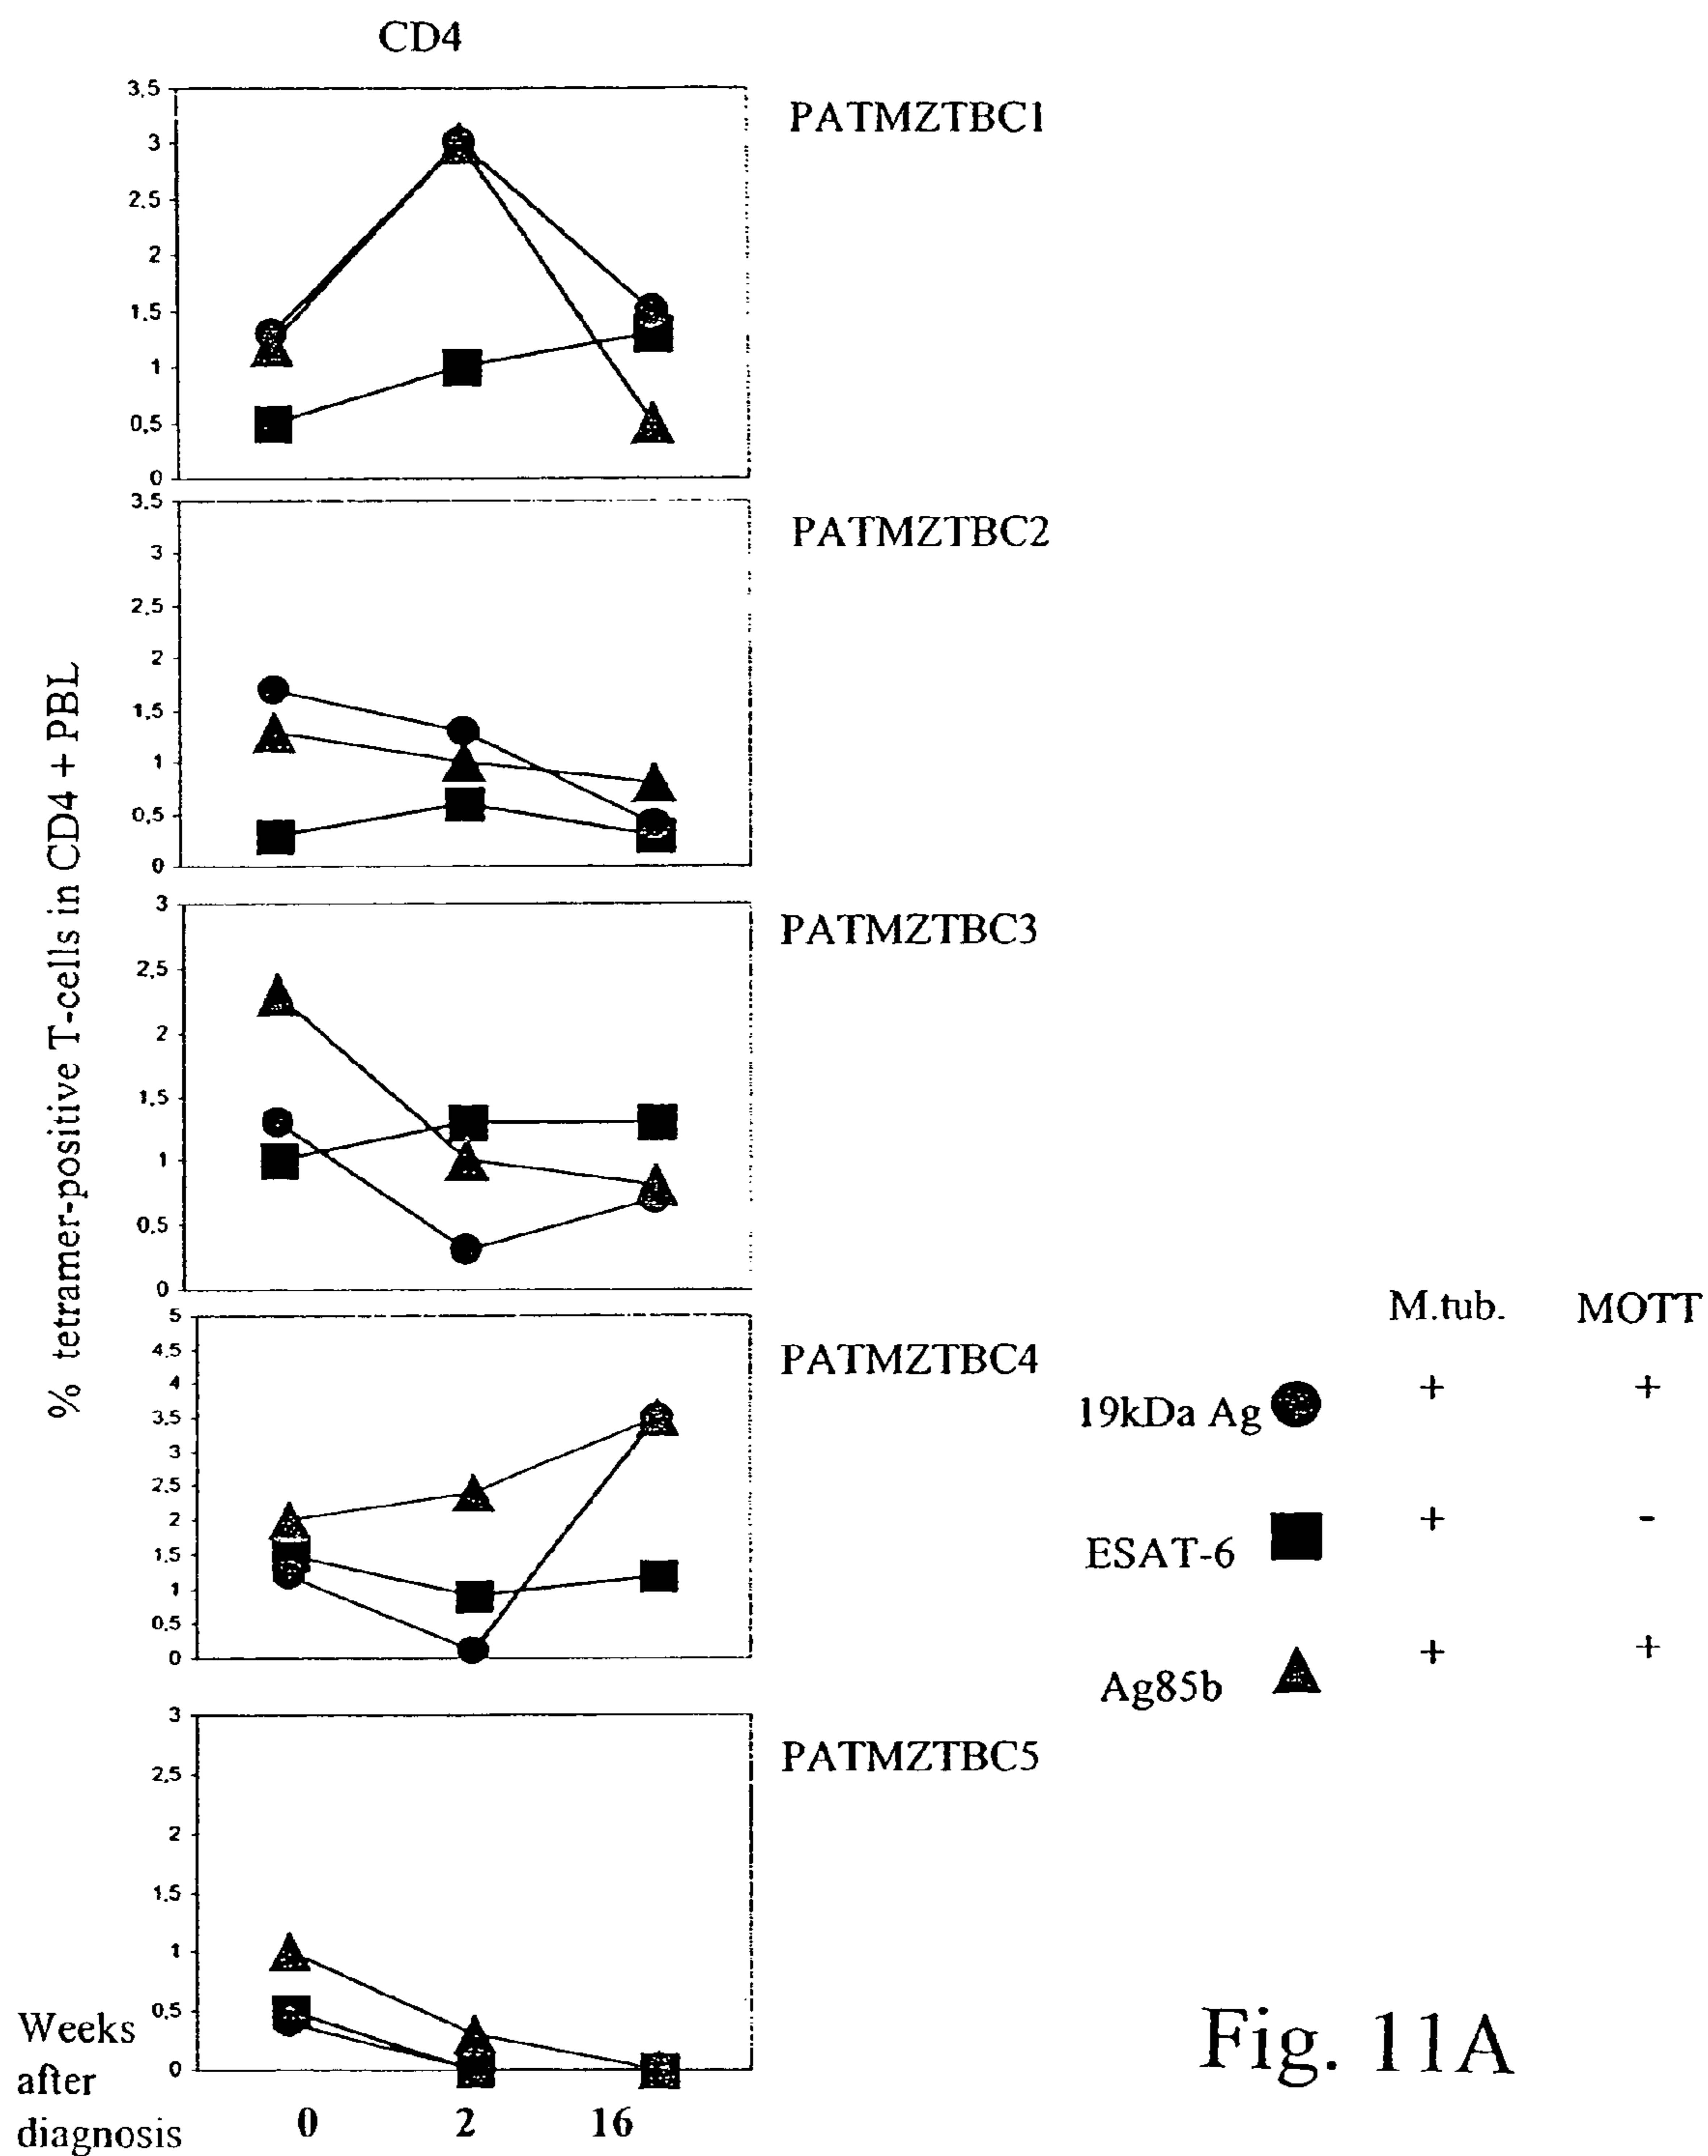 CD4
% tetramer-positive T-cells in CD4 + PBL
3,5
3
2,5
2
1,5
1
0,5
0
PATMZTBC1
3,5
3
2,5
2
1,5
1
0,5
0
PATMZTBC2
3
2,5
2
1,5
1
0,5
0
PATMZTBC3
5
4,5
4
3,5
3
2,5
2
1,5
1
0,5
0
PATMZTBC4
3
2,5
2
1,5
1
0,5
0
PATMZTBC5
Weeks
after
diagnosis
0 2 16
M.tub. MOTT
19kDa Ag + +
ESAT-6 + -
Ag85b + +
Fig. 11A